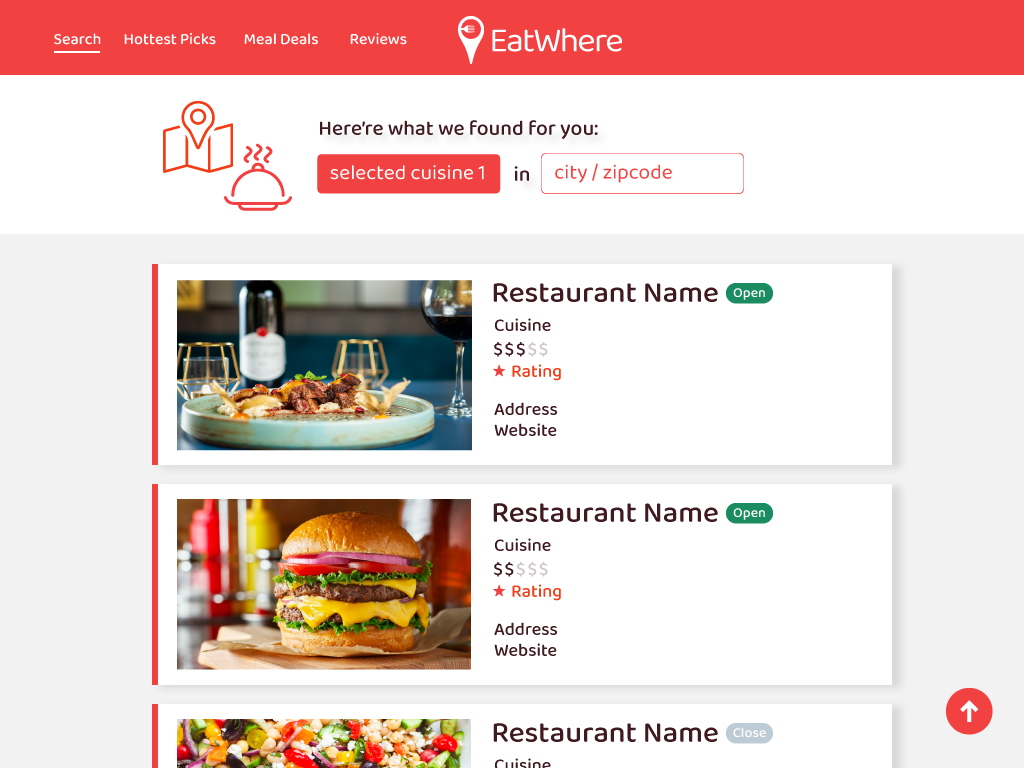 Search Hottest Picks Meal Deals Reviews EatWhere
Here’re what we found for you:
selected cuisine 1 in city / zipcode
Restaurant Name Open
Cuisine
$$$$$
★ Rating
Address
Website
Restaurant Name Open
Cuisine
$$$$$
★ Rating
Address
Website
Restaurant Name Close
Cuisine